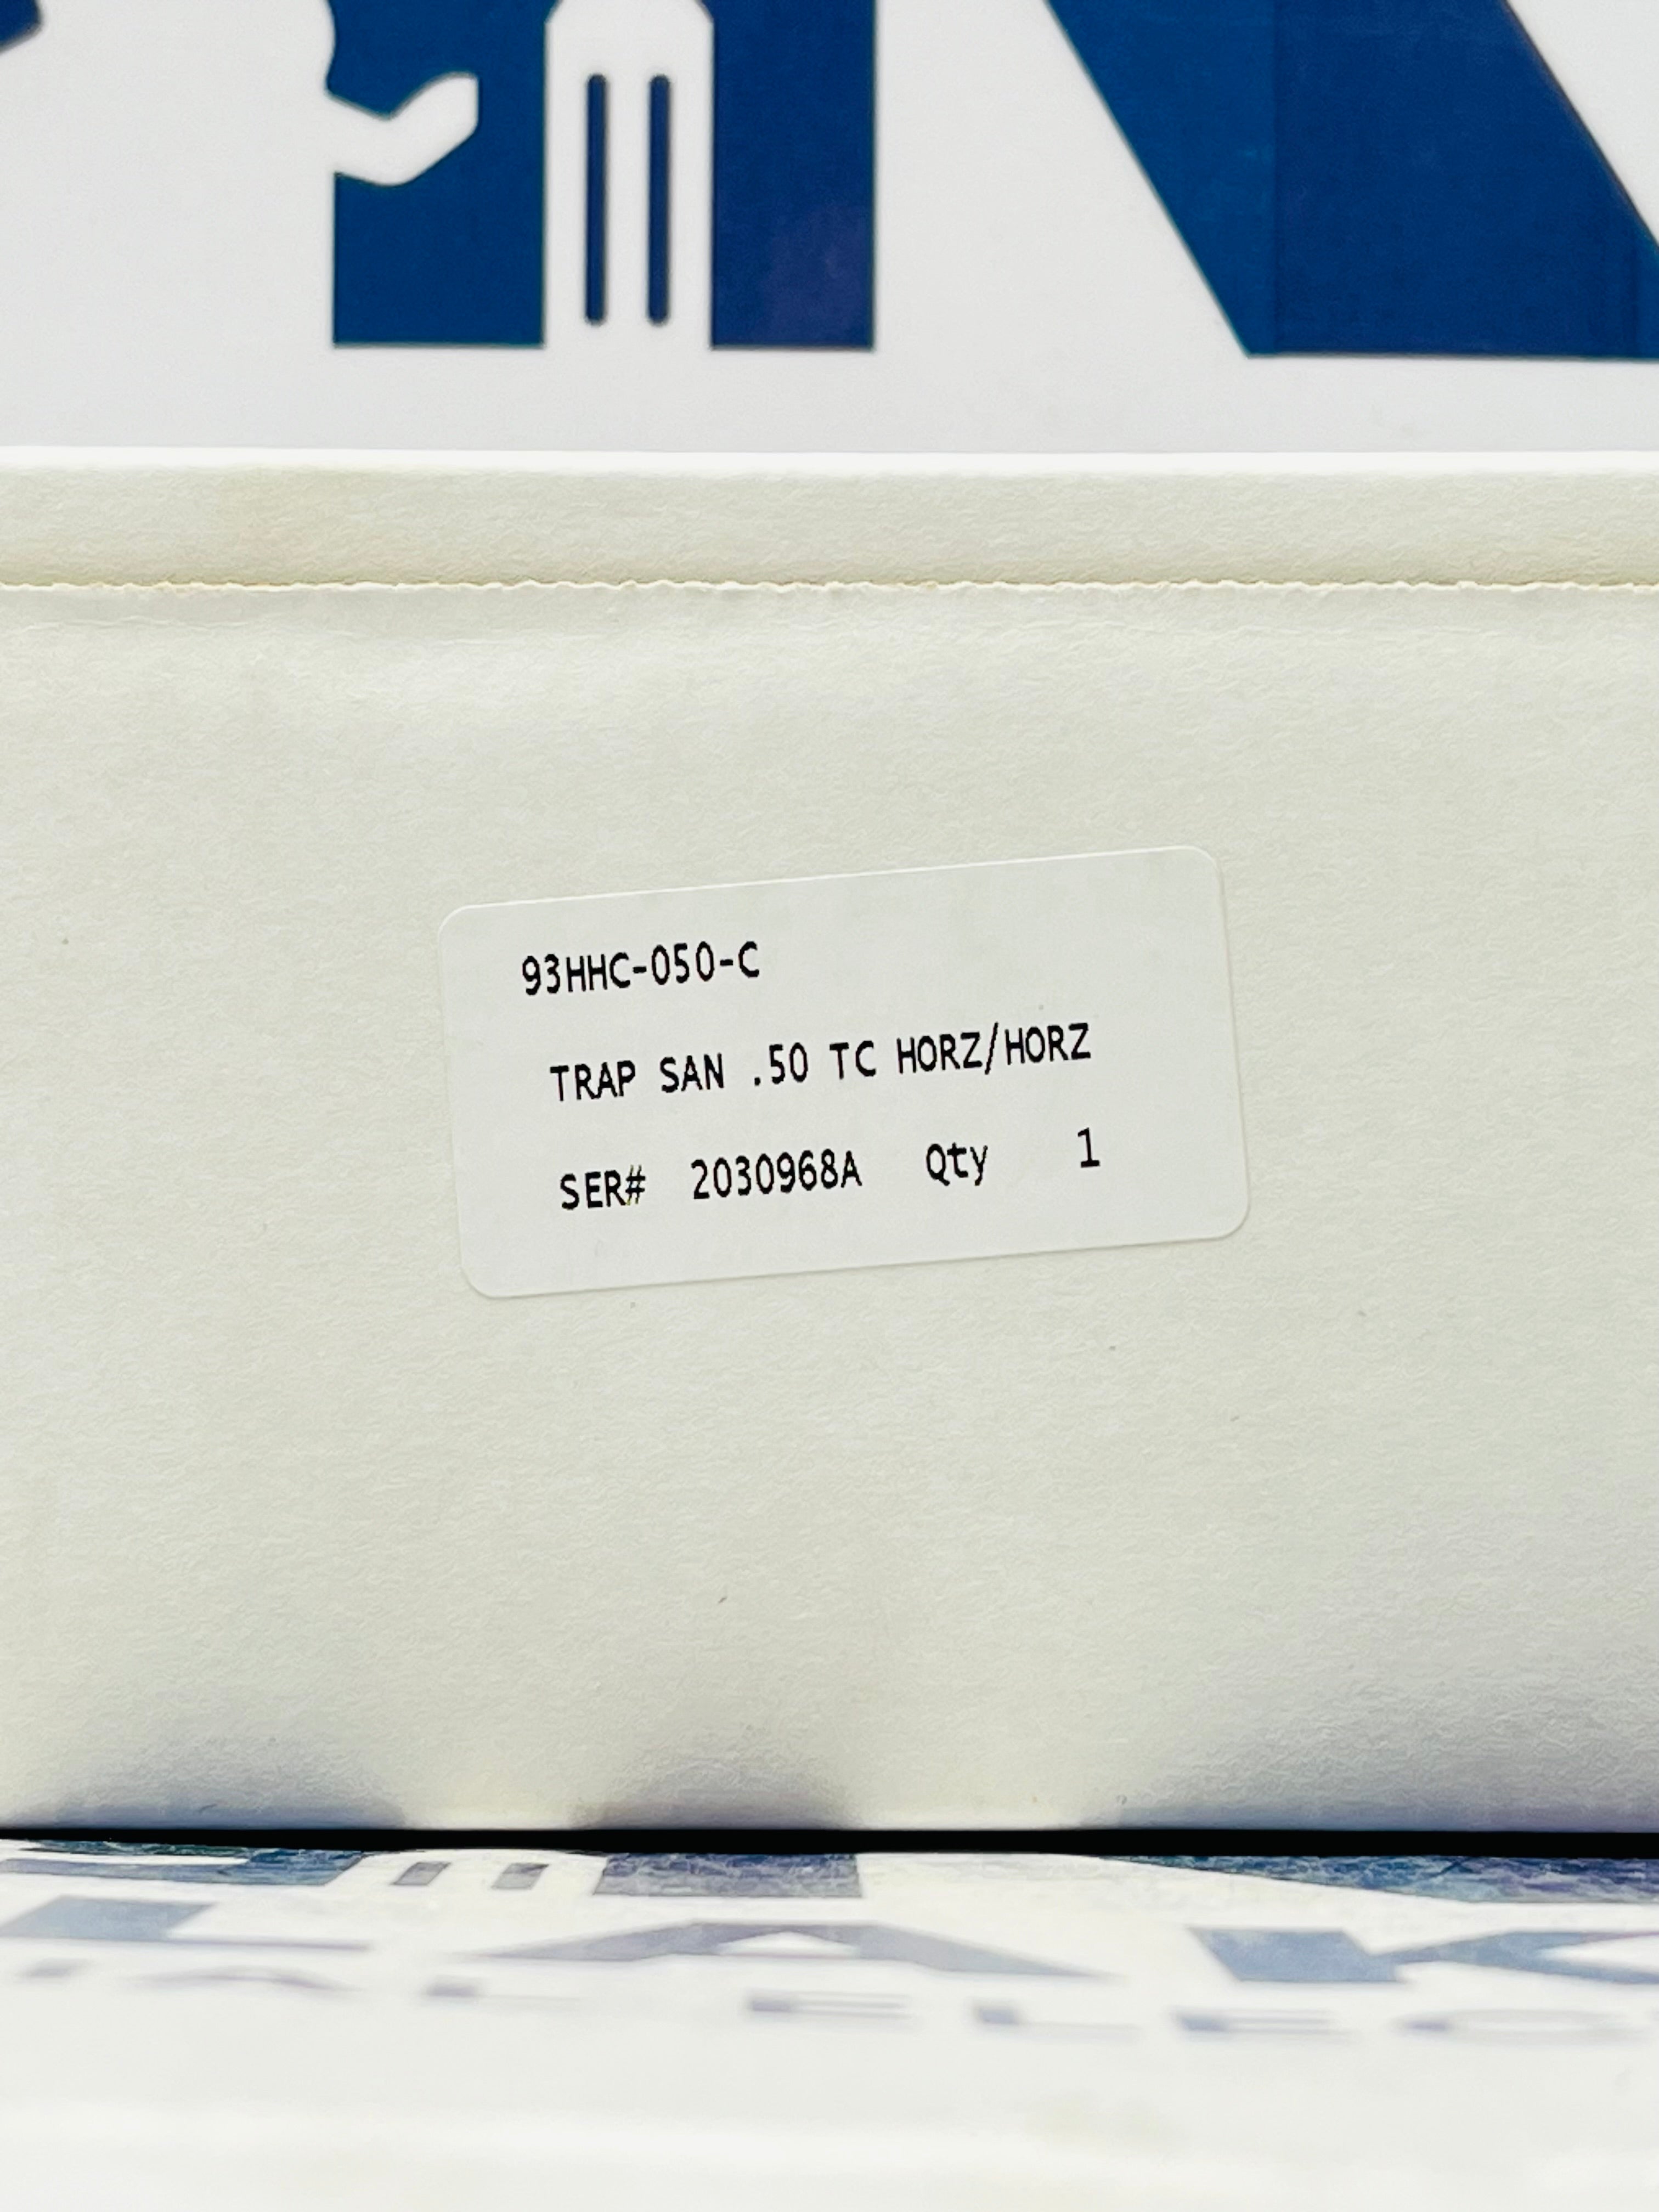 93HHC-050-C
TRAP SAN .50 TC HORZ/HORZ
SER# 2030968A Qty 1